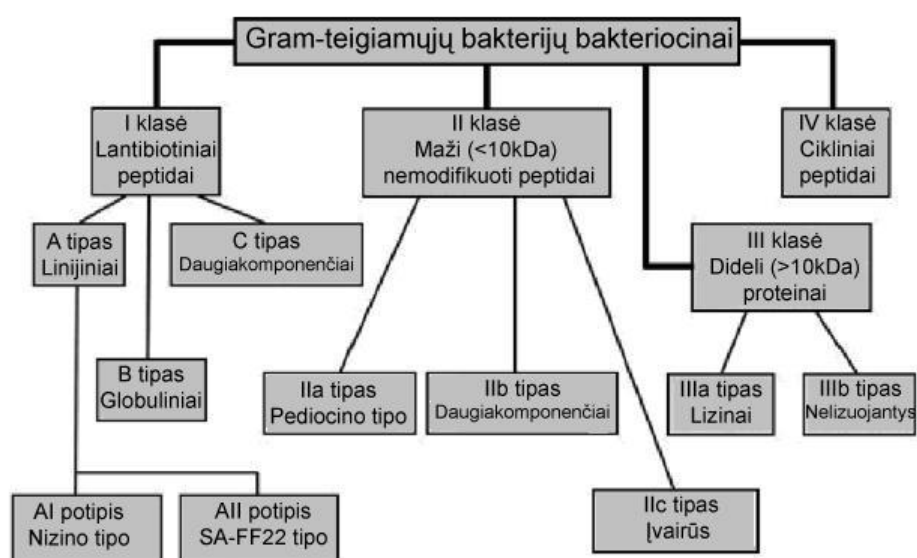 Gram-teigiamųjų bakterijų bakteriocinai
I klasė
Lantibiotiniai
peptidai
II klasė
Maži (<10kDa)
nemodifikuoti peptidai
IV klasė
Cikliniai
peptidai
A tipas
Linijiniai
C tipas
Daugiakomponenčiai
III klasė
Dideli (>10kDa)
proteinai
B tipas
Globuliniai
IIa tipas
Pediocino tipo
IIb tipas
Daugiakomponenčiai
IIIa tipas
Lizinai
IIIb tipas
Nelizuojantys
AI potipis
Nizino tipo
AII potipis
SA-FF22 tipo
IIc tipas
Įvairūs